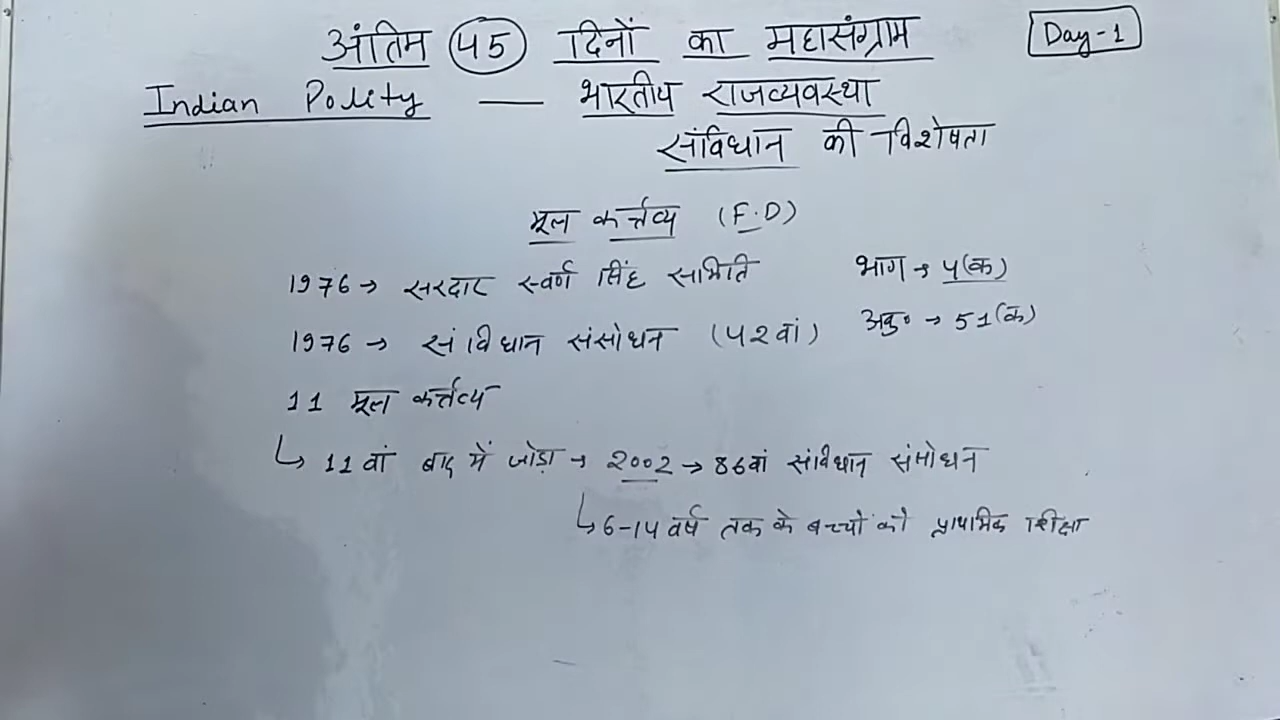 अंतिम 45 दिनों का महासंग्राम
Day-1
Indian Polity — भारतीय राजव्यवस्था
संविधान की विशेषता
मूल कर्त्तव्य (F.D)
1976 → सरदार स्वर्ण सिंह समिति
भाग → 4(क)
1976 → संविधान संसोधन (42वां)
अनु० → 51(क)
11 मूल कर्त्तव्य
↳ 11वां बाद में जोड़ा → 2002 → 86वां संविधान संसोधन
↳ 6-14 वर्ष तक के बच्चों को प्राथमिक